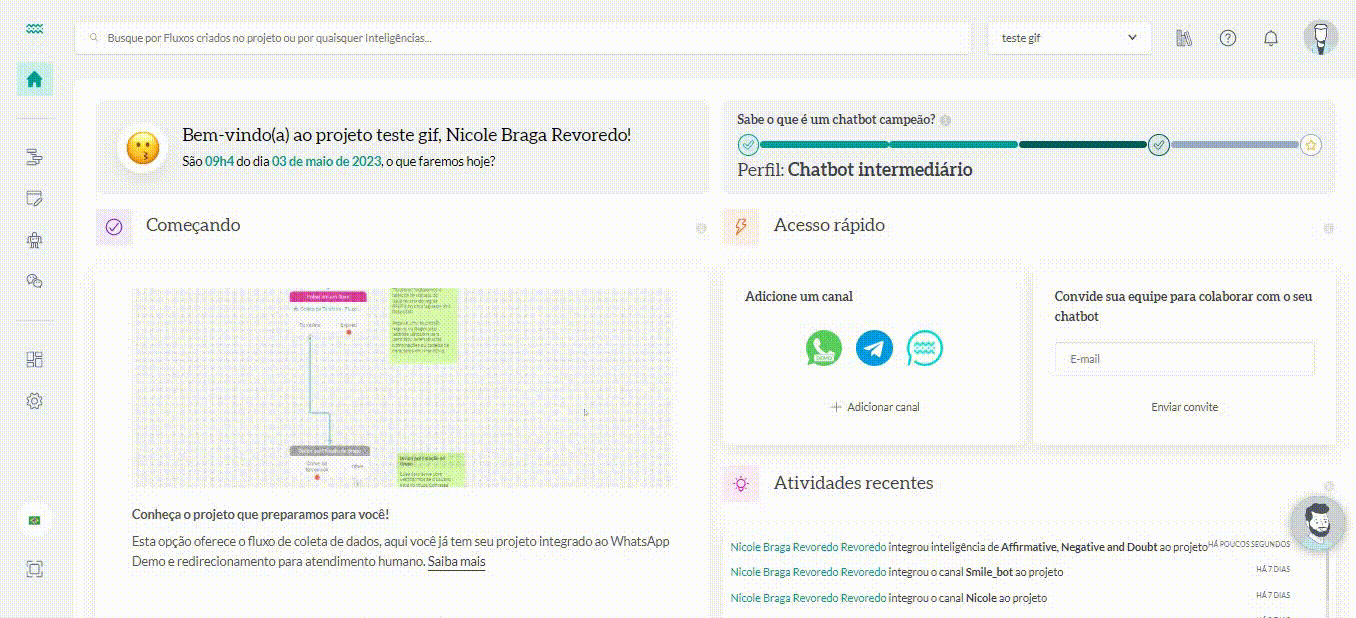 Busque por Fluxos criados no projeto ou por quaisquer Inteligências...
teste gif
Bem-vindo(a) ao projeto teste gif, Nicole Braga Revoredo!
São 09h4 do dia 03 de maio de 2023, o que faremos hoje?
Sabe o que é um chatbot campeão?
Perfil: Chatbot intermediário
Começando
Conheça o projeto que preparamos para você!
Esta opção oferece o fluxo de coleta de dados, aqui você já tem seu projeto integrado ao WhatsApp
Demo e redirecionamento para atendimento humano. Saiba mais
Acesso rápido
Adicione um canal
DEMO
Adicionar canal
Convide sua equipe para colaborar com o seu
chatbot
E-mail
Enviar convite
Atividades recentes
Nicole Braga Revoredo Revoredo integrou inteligência de Affirmative, Negative and Doubt ao projeto HÁ POUCOS SEGUNDOS
Nicole Braga Revoredo Revoredo integrou o canal Smile_bot ao projeto HÁ 7 DIAS
Nicole Braga Revoredo Revoredo integrou o canal Nicole ao projeto HÁ 7 DIAS